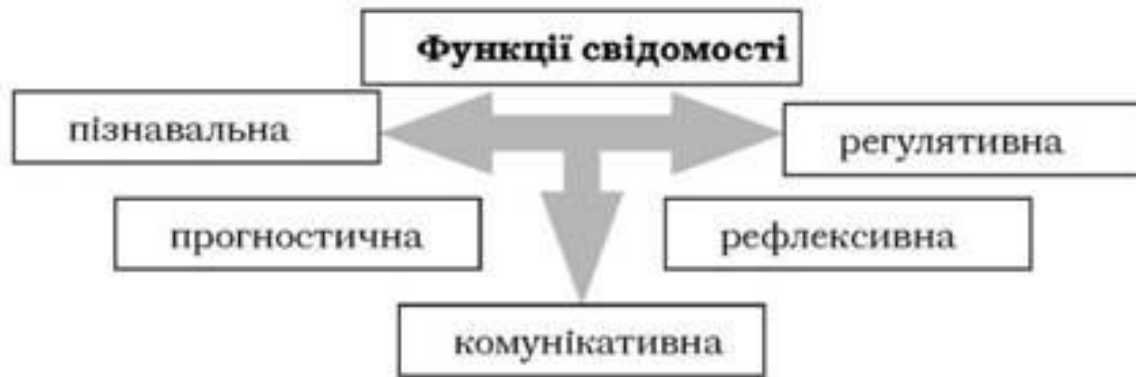 Функції свідомості
пізнавальна
регулятивна
прогностична
рефлексивна
комунікативна